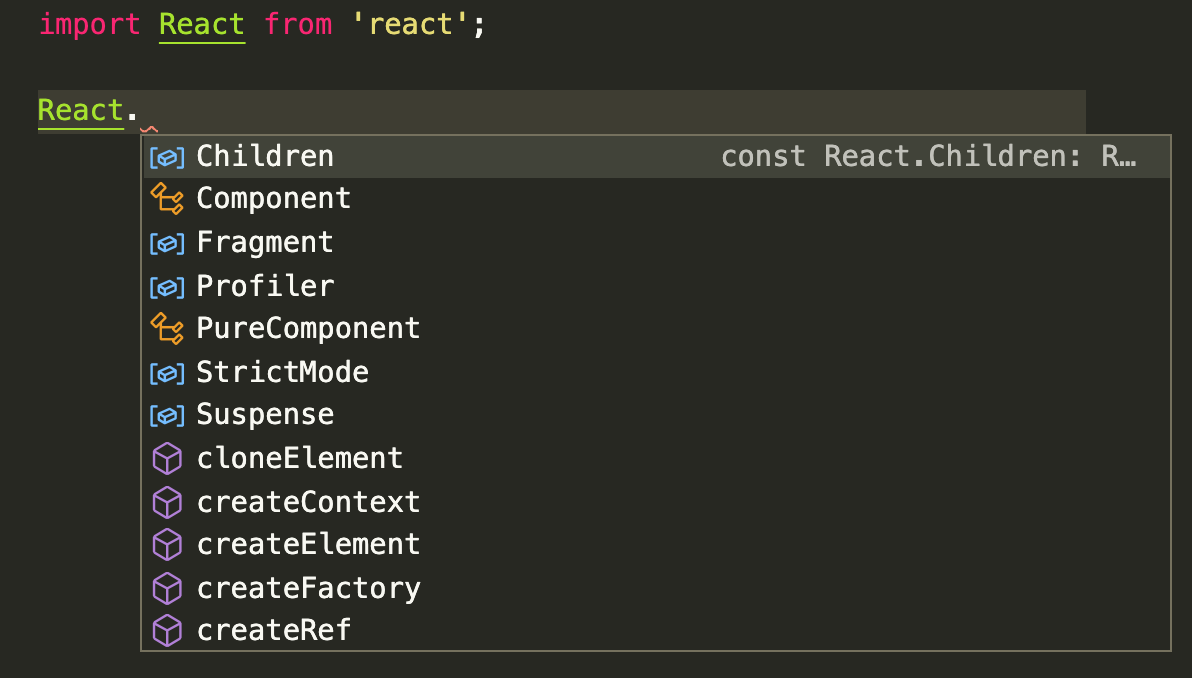 import React from 'react';
React.
Children const React.Children: R…
Component
Fragment
Profiler
PureComponent
StrictMode
Suspense
cloneElement
createContext
createElement
createFactory
createRef